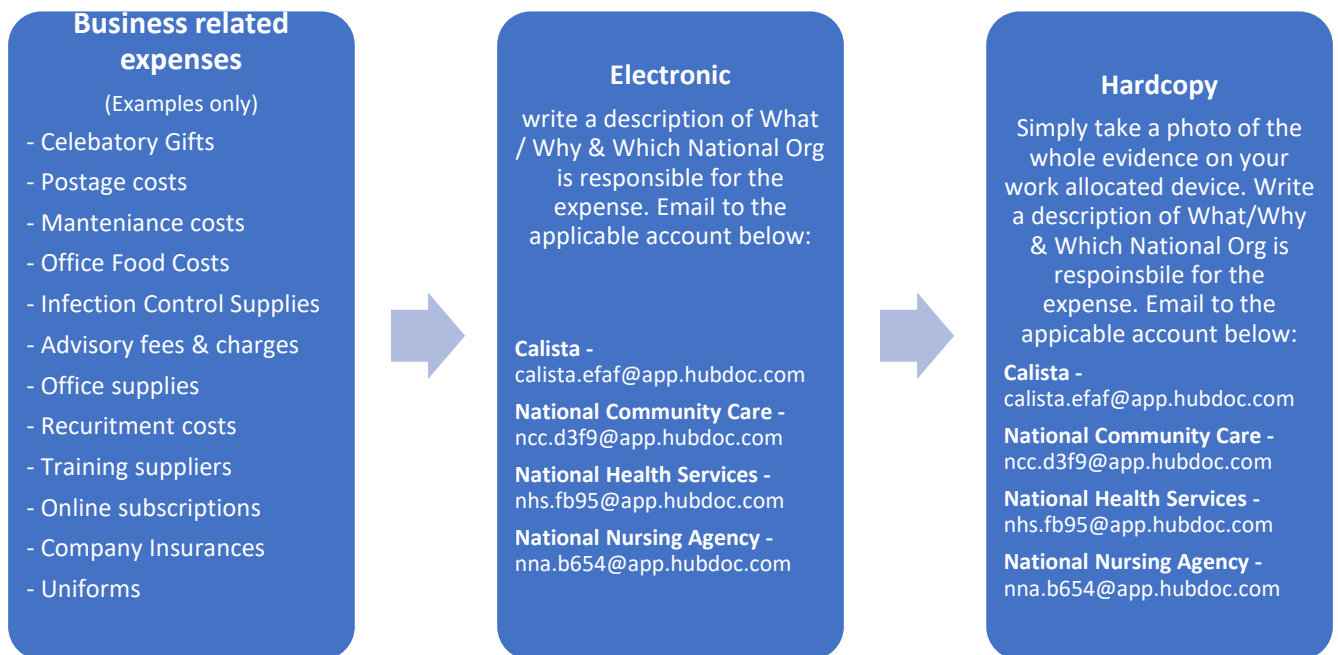 Business related
expenses
(Examples only)
- Celebatory Gifts
- Postage costs
- Manteniance costs
- Office Food Costs
- Infection Control Supplies
- Advisory fees & charges
- Office supplies
- Recuritment costs
- Training suppliers
- Online subscriptions
- Company Insurances
- Uniforms
Electronic
write a description of What
/ Why & Which National Org
is responsible for the
expense. Email to the
applicable account below:
Calista -
calista.efaf@app.hubdoc.com
National Community Care -
ncc.d3f9@app.hubdoc.com
National Health Services -
nhs.fb95@app.hubdoc.com
National Nursing Agency -
nna.b654@app.hubdoc.com
Hardcopy
Simply take a photo of the
whole evidence on your
work allocated device. Write
a description of What/Why
& Which National Org is
respoinsbile for the
expense. Email to the
appicable account below:
Calista -
calista.efaf@app.hubdoc.com
National Community Care -
ncc.d3f9@app.hubdoc.com
National Health Services -
nhs.fb95@app.hubdoc.com
National Nursing Agency -
nna.b654@app.hubdoc.com